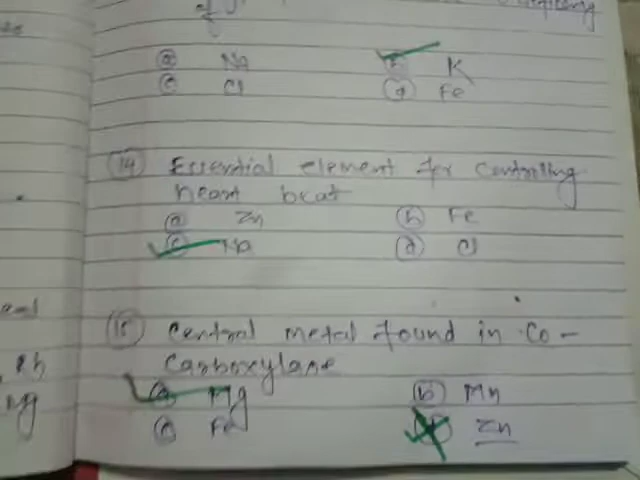 of
(a) Na (b) K
(c) Cl (d) Fe
(14) Essential element for controlling
heart beat
(a) Zn (b) Fe
(c) Na (d) Cl
(15) Central metal found in Co-
Carboxylase
(a) Mg (b) Mn
(c) Fe (d) Zn